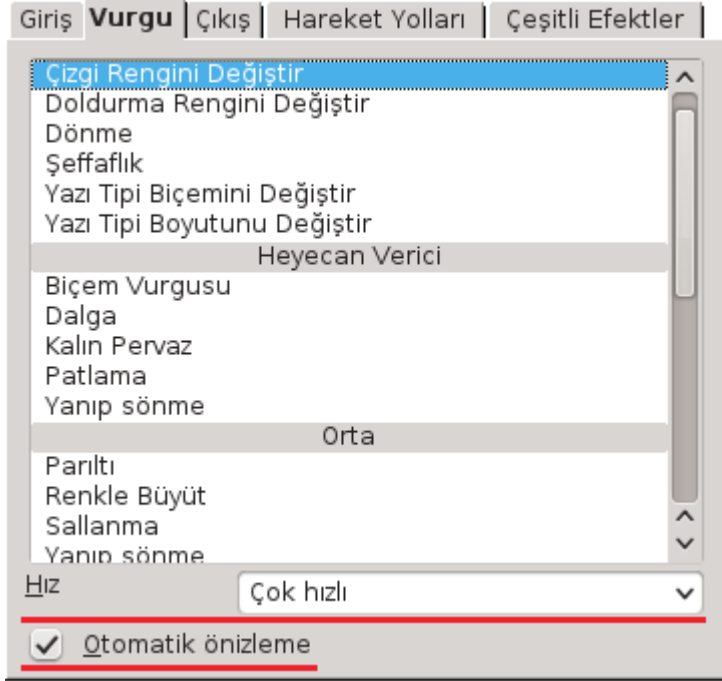 Giriş Vurgu Çıkış Hareket Yolları Çeşitli Efektler
Çizgi Rengini Değiştir
Doldurma Rengini Değiştir
Dönme
Şeffaflık
Yazı Tipi Biçemini Değiştir
Yazı Tipi Boyutunu Değiştir
Heyecan Verici
Biçem Vurgusu
Dalga
Kalın Pervaz
Patlama
Yanıp sönme
Orta
Parıltı
Renkle Büyüt
Sallanma
Yanıp sönme
Hız Çok hızlı
Otomatik önizleme